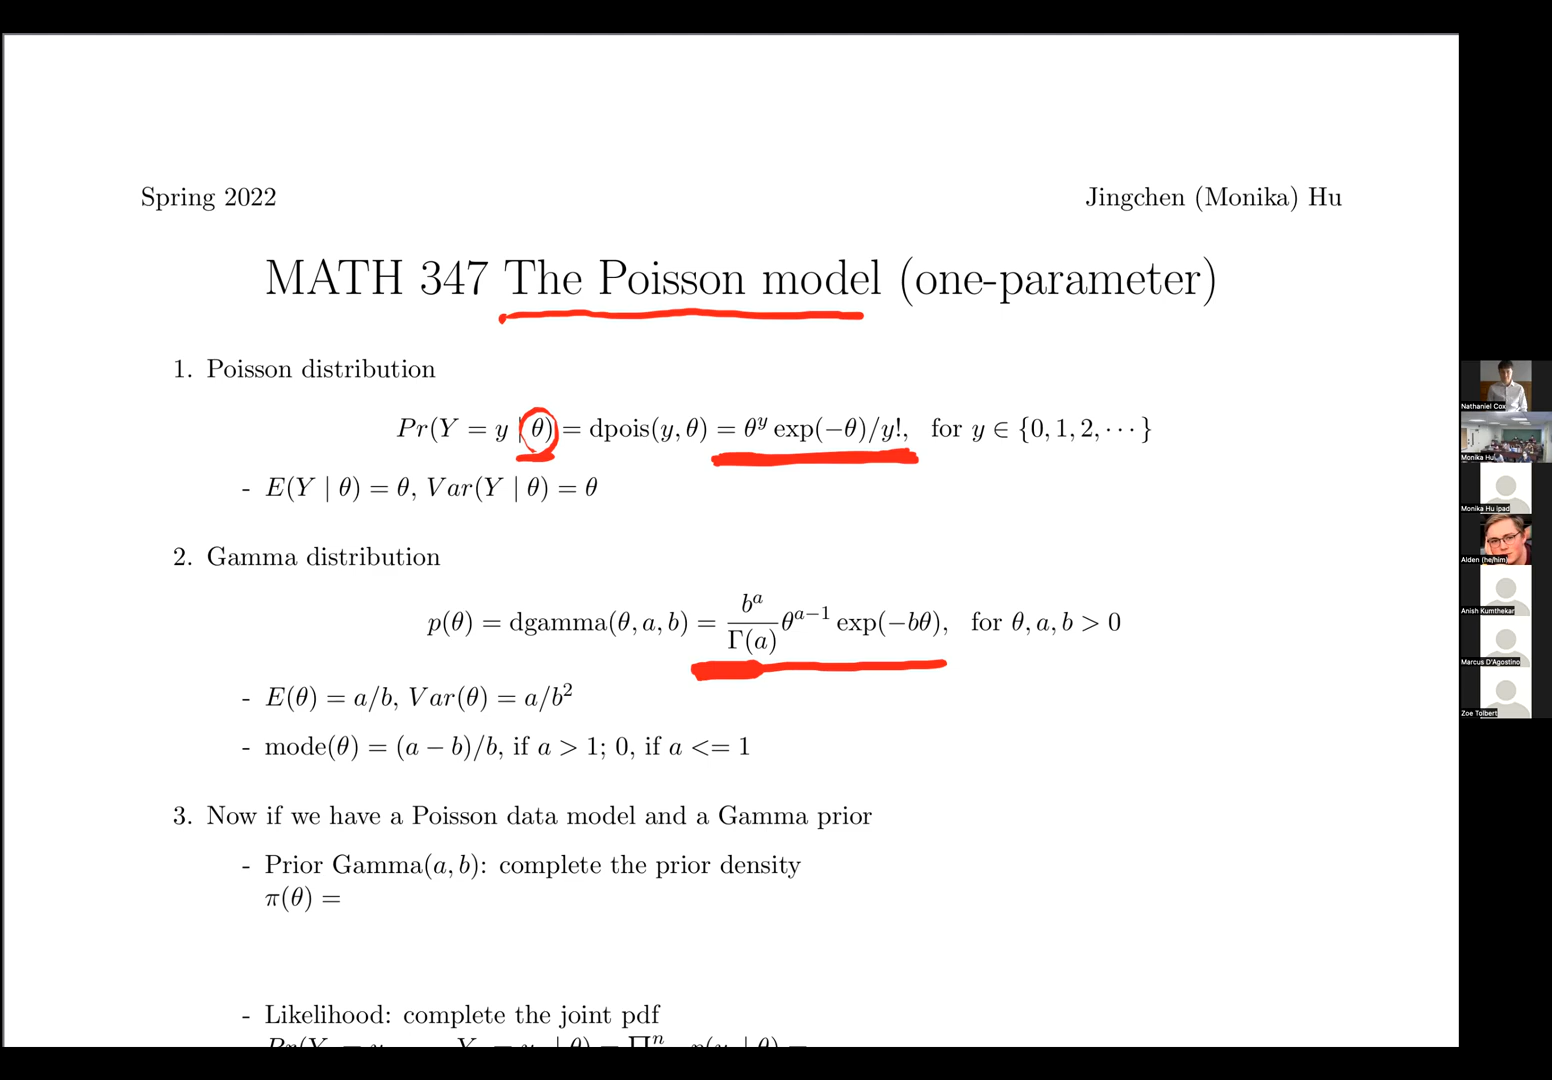 Spring 2022
Jingchen (Monika) Hu
MATH 347 The Poisson model (one-parameter)
1. Poisson distribution
Pr(Y = y | θ) = dpois(y, θ) = θ^y exp(−θ)/y!, for y ∈ {0, 1, 2, · · · }
- E(Y | θ) = θ, Var(Y | θ) = θ
2. Gamma distribution
p(θ) = dgamma(θ, a, b) = b^a/Γ(a) θ^{a−1} exp(−bθ), for θ, a, b > 0
- E(θ) = a/b, Var(θ) = a/b²
- mode(θ) = (a − b)/b, if a > 1; 0, if a <= 1
3. Now if we have a Poisson data model and a Gamma prior
- Prior Gamma(a, b): complete the prior density
π(θ) =
- Likelihood: complete the joint pdf
Nathaniel Cox
Monika Hu
Monika Hu ipad
Alden (he/him)
Anish Kumthekar
Marcus D'Agostino
Zoe Tolbert